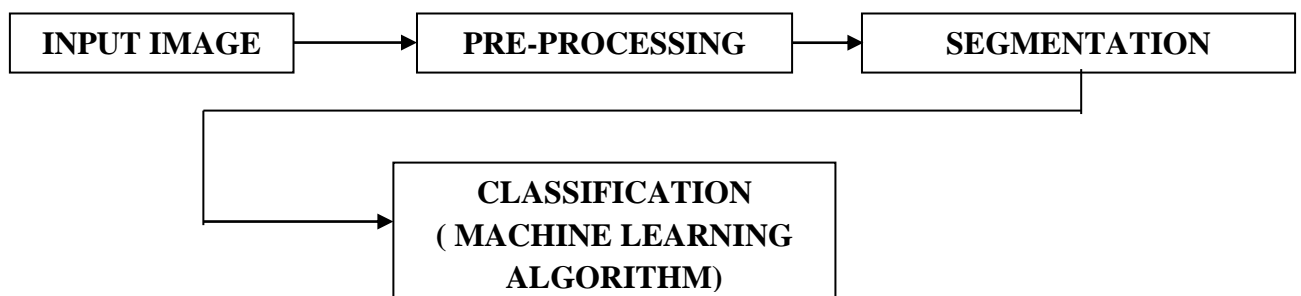 INPUT IMAGE
PRE-PROCESSING
SEGMENTATION
CLASSIFICATION
( MACHINE LEARNING
ALGORITHM)